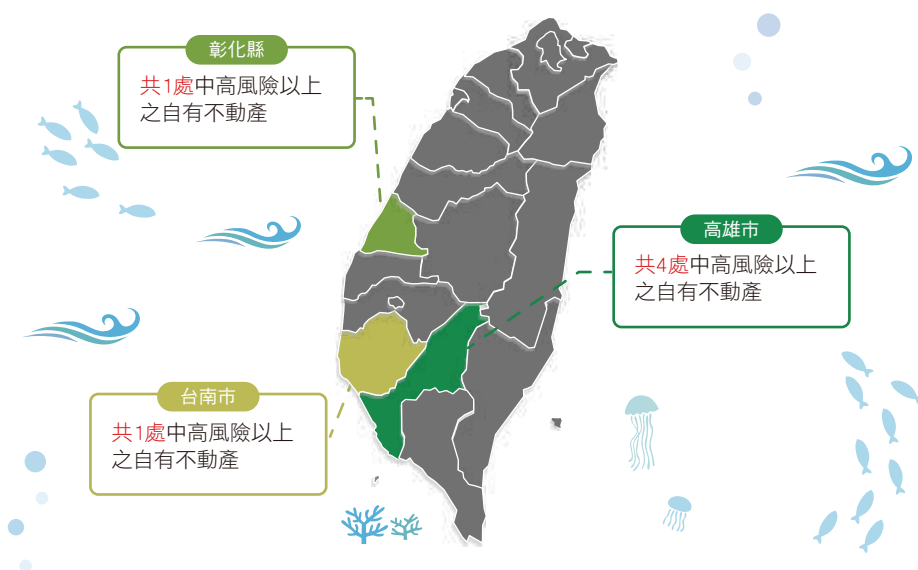 彰化縣
共1處中高風險以上
之自有不動產
高雄市
共4處中高風險以上
之自有不動產
台南市
共1處中高風險以上
之自有不動產